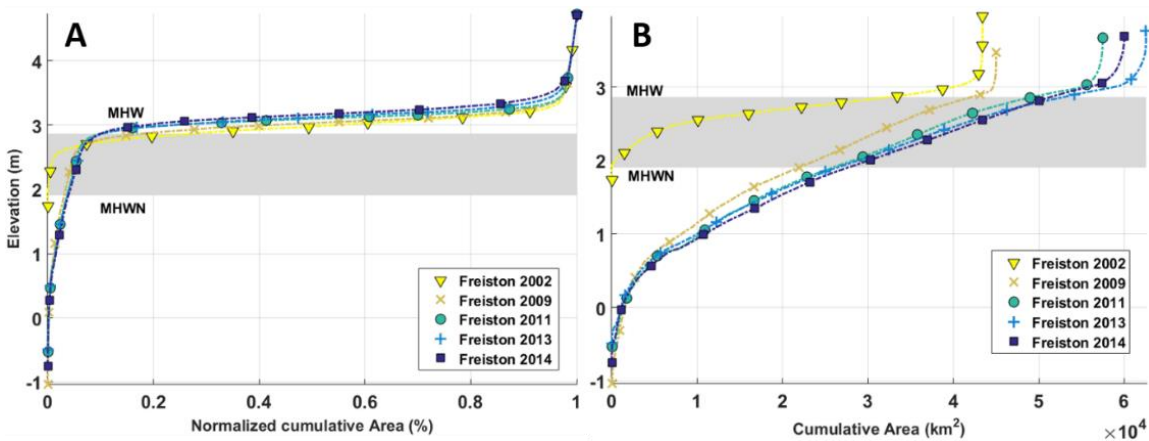 A
4
3
2
1
0
-1
Elevation (m)
MHW
MHWN
Freiston 2002
Freiston 2009
Freiston 2011
Freiston 2013
Freiston 2014
0
0.2
0.4
0.6
0.8
1
Normalized cumulative Area (%)
B
4
3
2
1
0
-1
MHW
MHWN
Freiston 2002
Freiston 2009
Freiston 2011
Freiston 2013
Freiston 2014
0
1
2
3
4
5
6
Cumulative Area (km²)
×10⁴